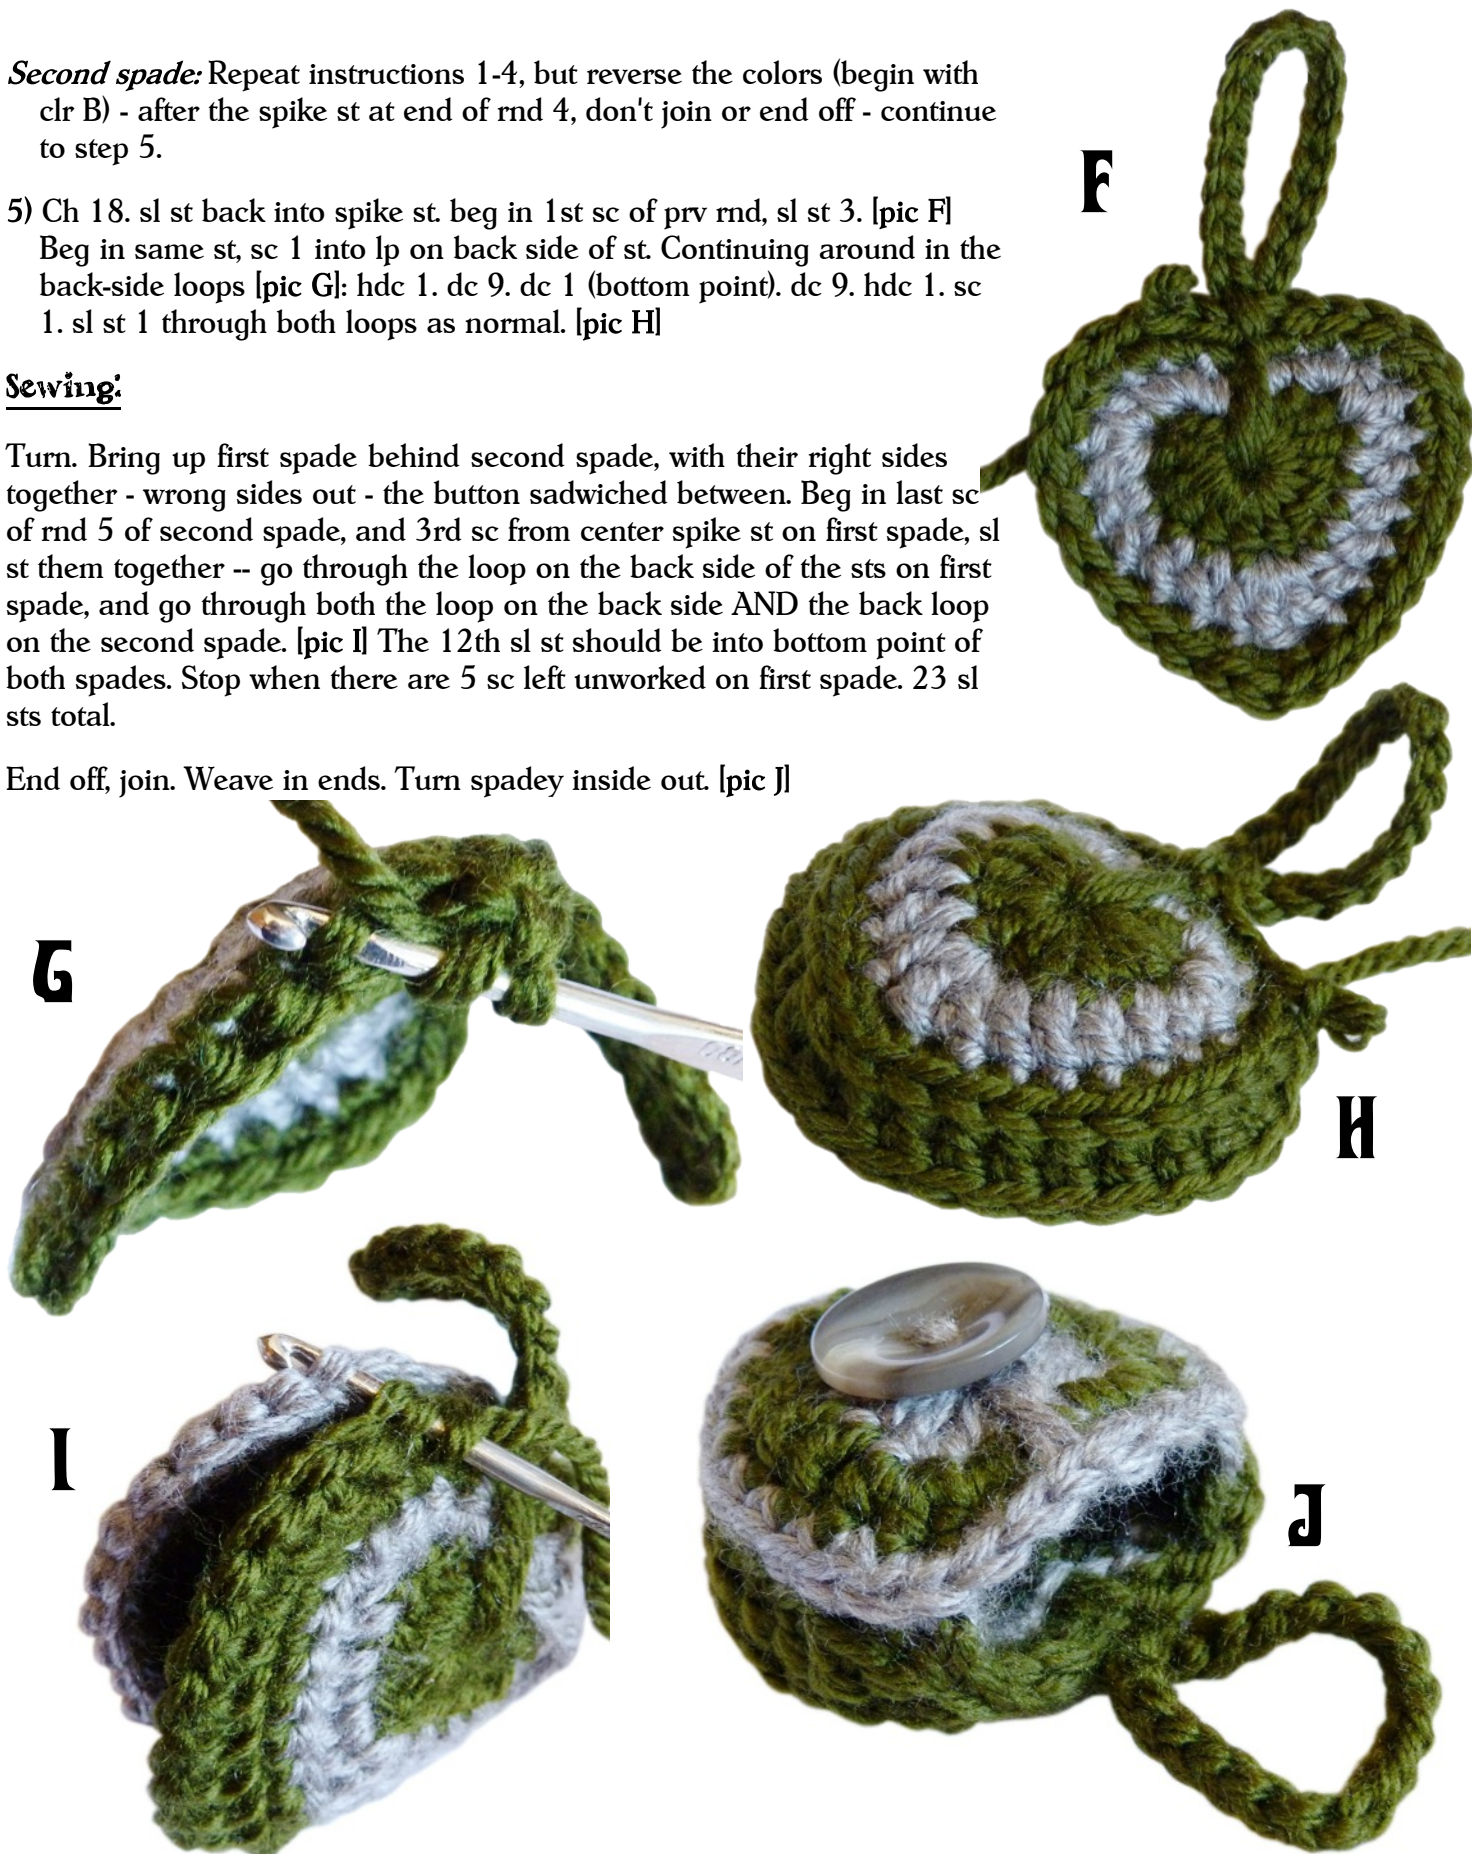 Second spade: Repeat instructions 1-4, but reverse the colors (begin with
clr B) - after the spike st at end of rnd 4, don't join or end off - continue
to step 5.
5) Ch 18. sl st back into spike st. beg in 1st sc of prv rnd, sl st 3. [pic F]
Beg in same st, sc 1 into lp on back side of st. Continuing around in the
back-side loops [pic G]: hdc 1. dc 9. dc 1 (bottom point). dc 9. hdc 1. sc
1. sl st 1 through both loops as normal. [pic H]
Sewing:
Turn. Bring up first spade behind second spade, with their right sides
together - wrong sides out - the button sadwiched between. Beg in last sc
of rnd 5 of second spade, and 3rd sc from center spike st on first spade, sl
st them together -- go through the loop on the back side of the sts on first
spade, and go through both the loop on the back side AND the back loop
on the second spade. [pic I] The 12th sl st should be into bottom point of
both spades. Stop when there are 5 sc left unworked on first spade. 23 sl
sts total.
End off, join. Weave in ends. Turn spadey inside out. [pic J]
F
G
H
I
J